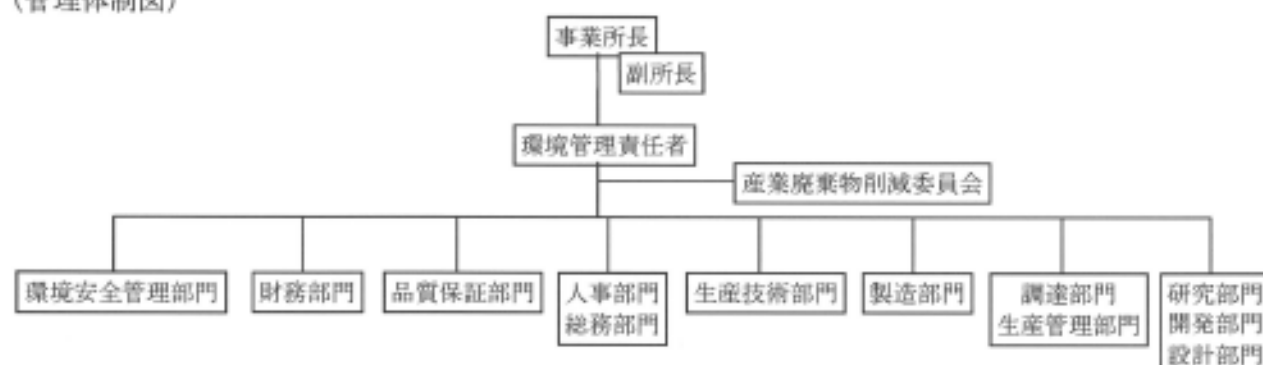 (管理体制図)
事業所長
副所長
環境管理責任者
産業廃棄物削減委員会
環境安全管理部門
財務部門
品質保証部門
人事部門
総務部門
生産技術部門
製造部門
調達部門
生産管理部門
研究部門
開発部門
設計部門